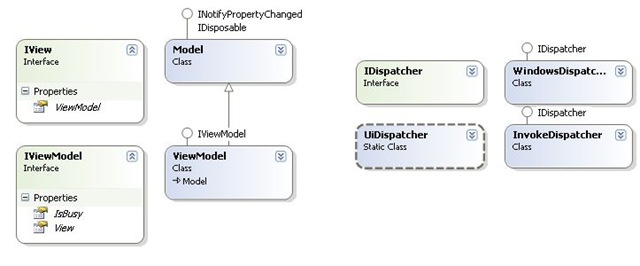 INotifyPropertyChanged
IDisposable
IView
Interface
Properties
ViewModel
Model
Class
IViewModel
IViewModel
Interface
Properties
IsBusy
View
ViewModel
Class
Model
IDispatcher
Interface
IDispatcher
WindowsDispatc...
Class
UiDispatcher
Static Class
IDispatcher
InvokeDispatcher
Class